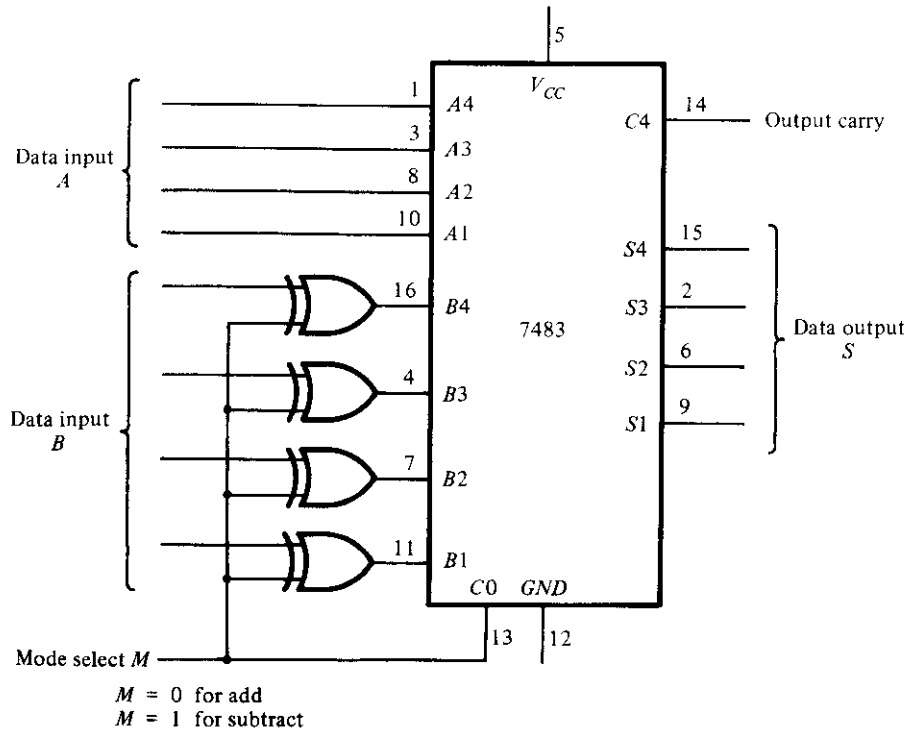 5
V_CC
1 A4
3 A3
8 A2
10 A1
Data input
A
C4 14 Output carry
S4 15
S3 2
S2 6
S1 9
Data output
S
7483
16 B4
4 B3
7 B2
11 B1
Data input
B
C0 GND
13 12
Mode select M
M = 0 for add
M = 1 for subtract